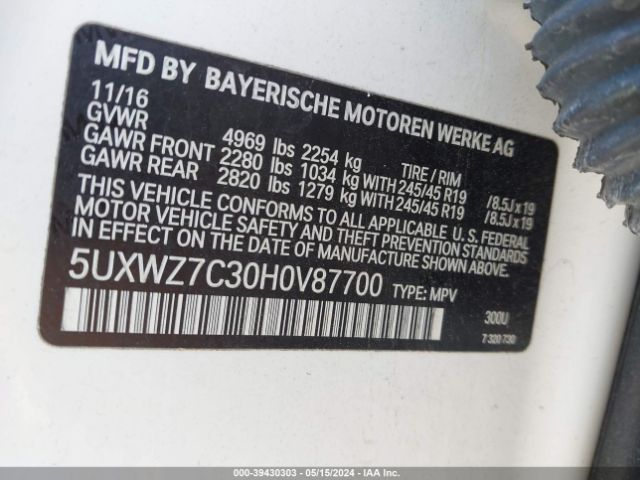 MFD BY BAYERISCHE MOTOREN WERKE AG
11/16
GVWR 4969 lbs 2254 kg TIRE / RIM
GAWR FRONT 2280 lbs 1034 kg WITH 245/45 R19 /8.5J x 19
GAWR REAR 2820 lbs 1279 kg WITH 245/45 R19 /8.5J x 19
THIS VEHICLE CONFORMS TO ALL APPLICABLE U.S. FEDERAL
MOTOR VEHICLE SAFETY AND THEFT PREVENTION STANDARDS
IN EFFECT ON THE DATE OF MANUFACTURE SHOWN ABOVE.
5UXWZ7C30H0V87700 TYPE: MPV
300U
7 320 730
000-39430303 - 05/15/2024 - IAA Inc.